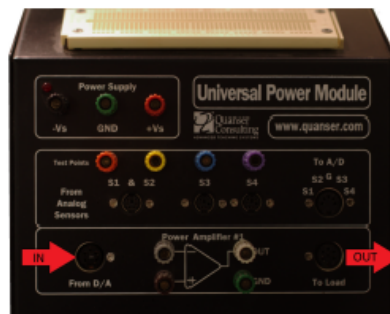 Power Supply
-Vs GND +Vs
Universal Power Module
Quanser
Consulting
www.quanser.com
Test Points
To A/D
S1 & S2 S3 S4
S2 G S3
S1 S4
From
Analog
Sensors
Power Amplifier #1
IN
OUT
OUT
From D/A
GND
To Load